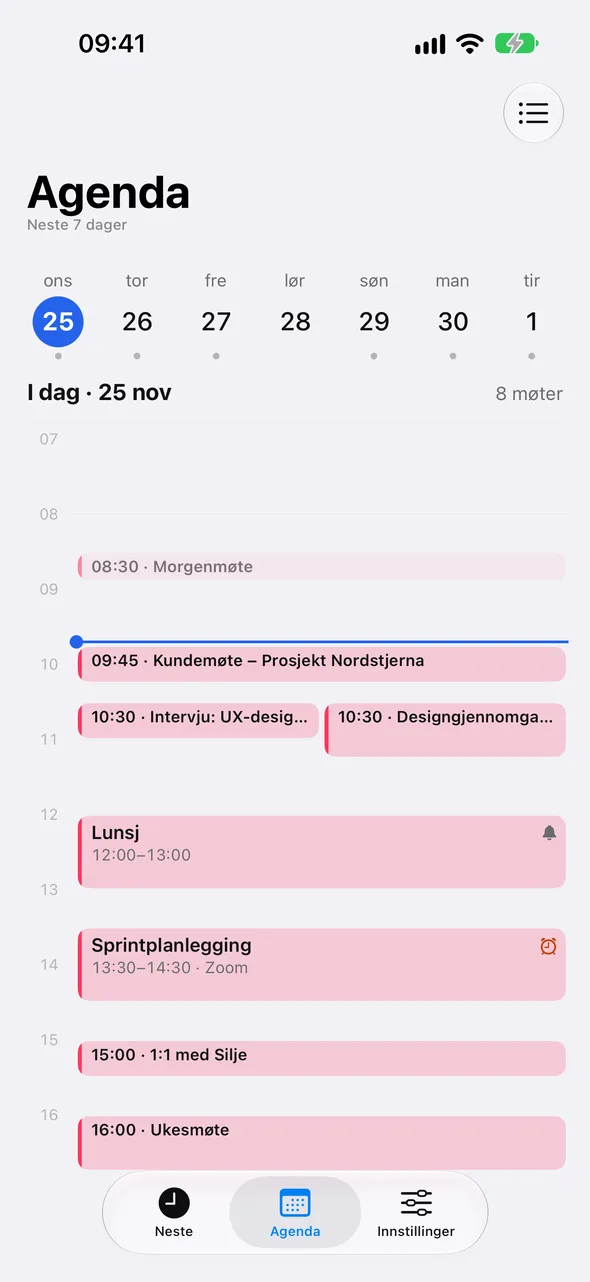 09:41
Agenda
Neste 7 dager
ons tor fre lør søn man tir
25 26 27 28 29 30 1
I dag · 25 nov 8 møter
07
08
08:30 · Morgenmøte
09
10 09:45 · Kundemøte – Prosjekt Nordstjerna
10:30 · Intervju: UX-desig... 10:30 · Designgjennomga...
11
12
Lunsj
12:00–13:00
13
Sprintplanlegging
14 13:30–14:30 · Zoom
15
15:00 · 1:1 med Silje
16
16:00 · Ukesmøte
Neste Agenda Innstillinger